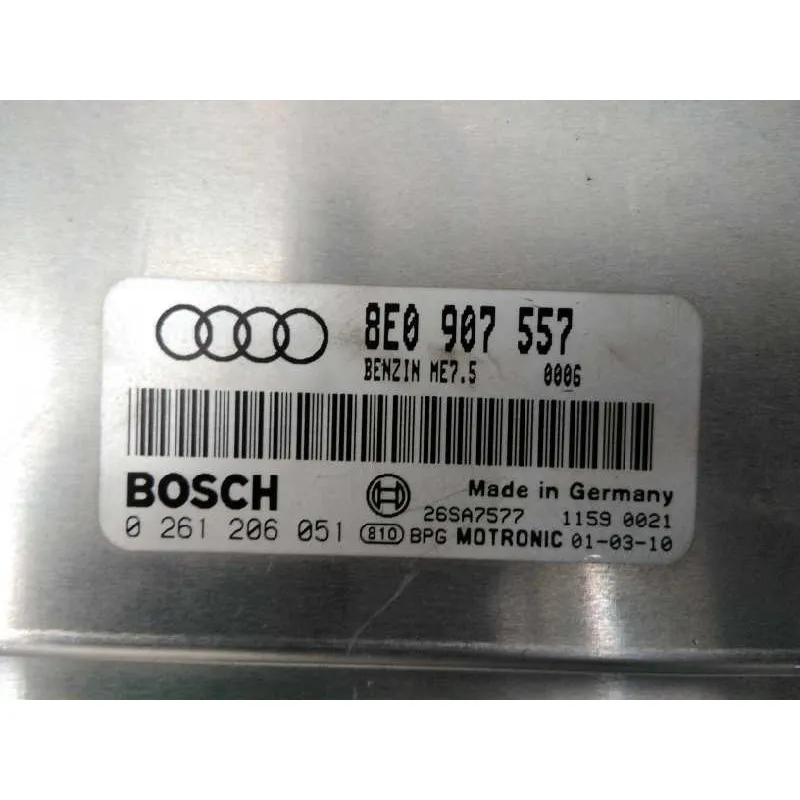 8E0 907 557
BENZIN ME7.5 0006
BOSCH Made in Germany
26SA7577 1159 0021
0 261 206 051 810 BPG MOTRONIC 01-03-10